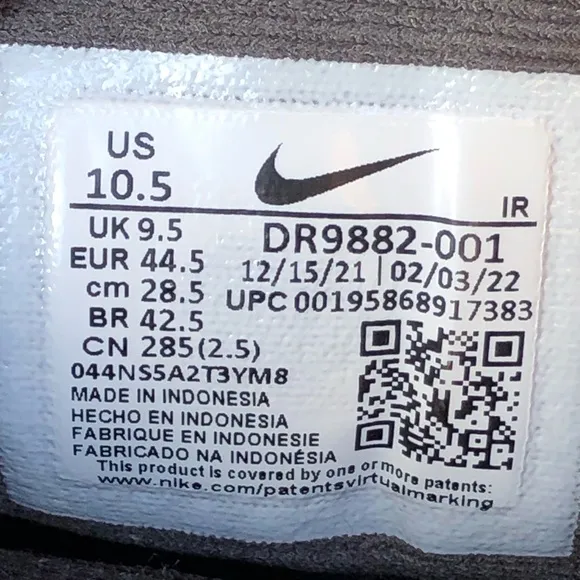 US
10.5
IR
UK 9.5
EUR 44.5
cm 28.5
BR 42.5
CN 285(2.5)
DR9882-001
12/15/21 | 02/03/22
UPC 00195868917383
044NS5A2T3YM8
MADE IN INDONESIA
HECHO EN INDONESIA
FABRIQUE EN INDONESIE
FABRICADO NA INDONÉSIA
This product is covered by one or more patents:
www.nike.com/patentsvirtualmarking